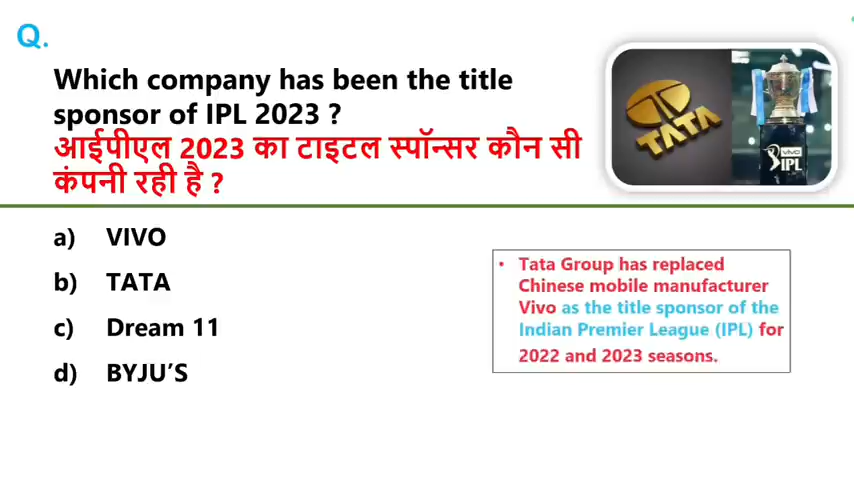 Q.
Which company has been the title
sponsor of IPL 2023 ?
आईपीएल 2023 का टाइटल स्पॉन्सर कौन सी
कंपनी रही है ?
TATA
VIVO
IPL
a) VIVO
b) TATA
c) Dream 11
d) BYJU’S
• Tata Group has replaced
Chinese mobile manufacturer
Vivo as the title sponsor of the
Indian Premier League (IPL) for
2022 and 2023 seasons.